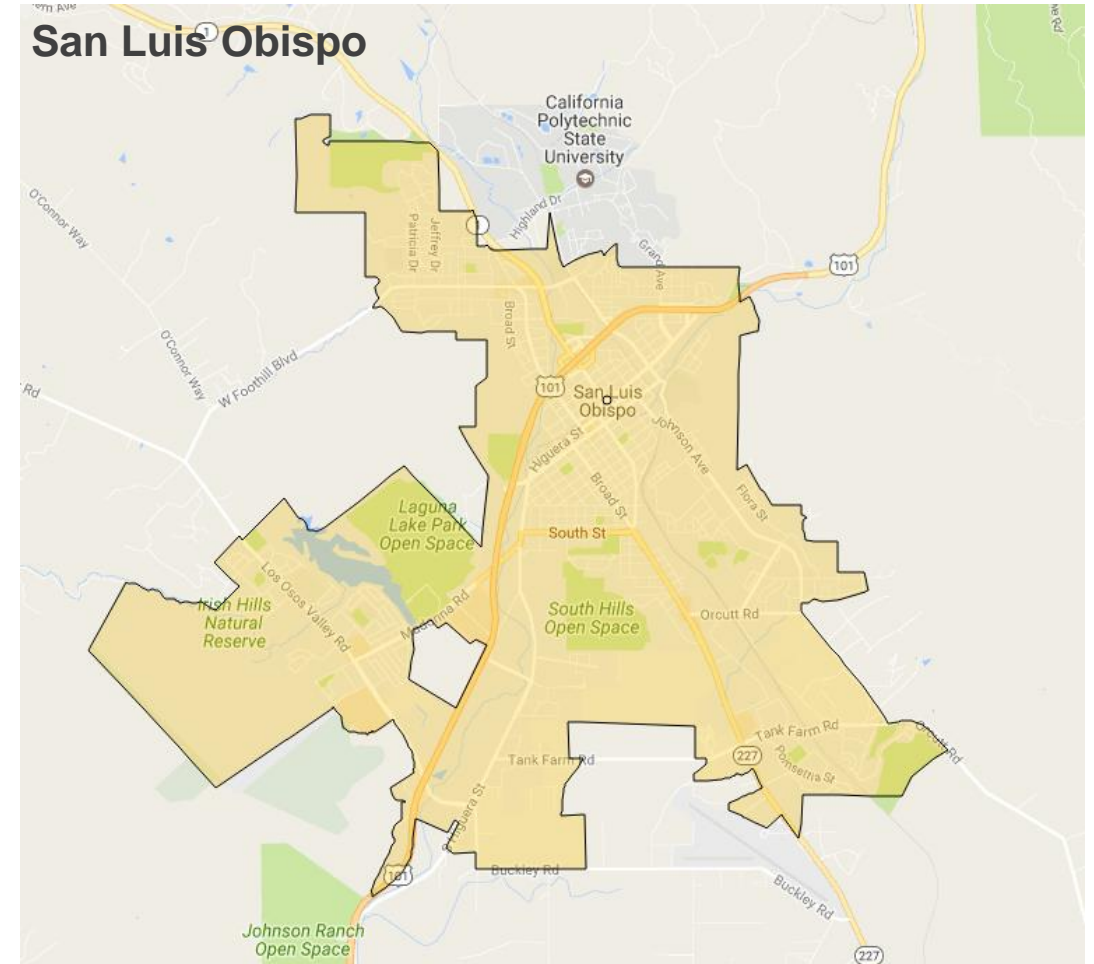 San Luis Obispo
1
California
Polytechnic
State
University
O'Connor Way
Highland Dr
Jeffrey Dr
Patricia Dr
1
Grand Ave
101
Broad St
O'Connor Way
W Foothill Blvd
Rd
101
San Luis
Obispo
Johnson Ave
Higuera St
Broad St
Flora St
Laguna
Lake Park
Open Space
South St
Los Osos Valley Rd
Irish Hills
Natural
Reserve
Madonna Rd
South Hills
Open Space
Orcutt Rd
Tank Farm Rd
Orcutt Rd
Tank Farm Rd
227
Poinsettia St
S Higuera St
101
Buckley Rd
Buckley Rd
Johnson Ranch
Open Space
227